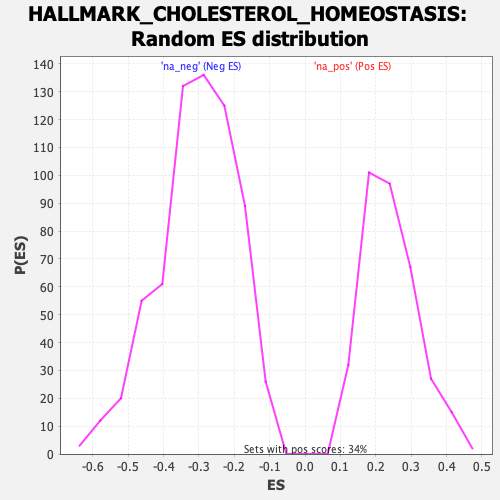 HALLMARK_CHOLESTEROL_HOMEOSTASIS:
Random ES distribution
'na_neg' (Neg ES) 'na_pos' (Pos ES)
140
130
120
110
100
90
80
70
60
50
40
30
20
10
0
P(ES)
Sets with pos scores: 34%
-0.6 -0.5 -0.4 -0.3 -0.2 -0.1 0.0 0.1 0.2 0.3 0.4 0.5
ES